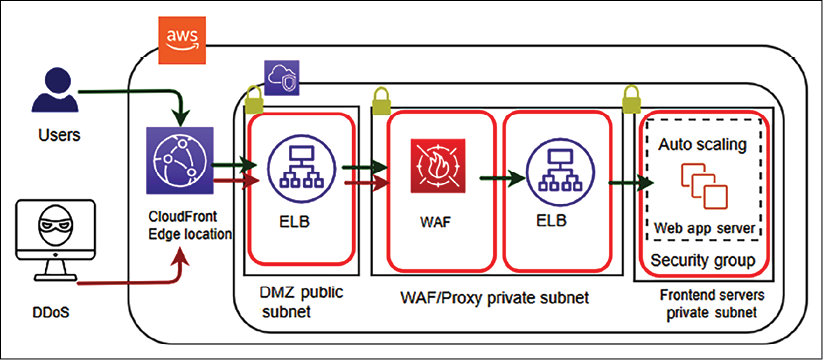 aws
Users
CloudFront
Edge location
DDoS
ELB
DMZ public
subnet
WAF
ELB
WAF/Proxy private subnet
Auto scaling
Web app server
Security group
Frontend servers
private subnet